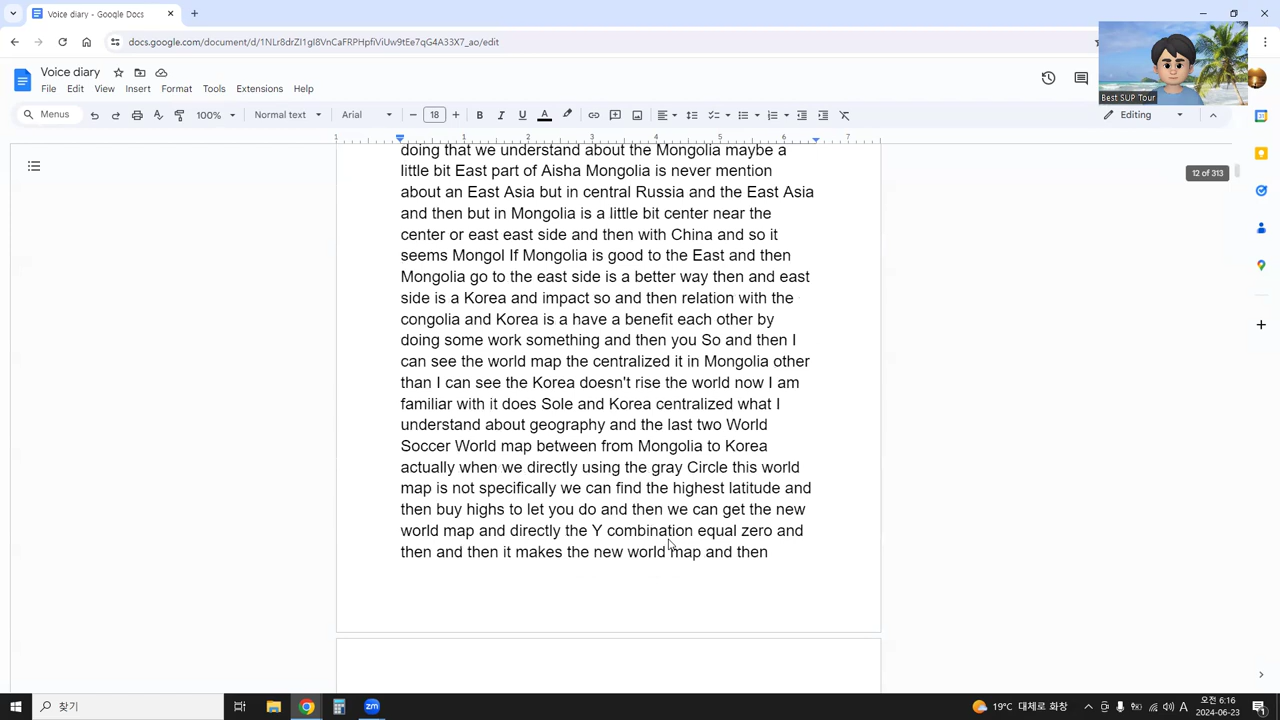 Voice diary - Google Docs
docs.google.com/document/d/1NLr8drZI1gI8VnCaFRPHpfiViUw9tEe7qG4A33X7_ao/edit
Voice diary
File Edit View Insert Format Tools Extensions Help
Best SUP Tour
Menus 100% Normal text Arial 18 B I U A Editing
1 1 2 3 4 5 6 7
12 of 313
doing that we understand about the Mongolia maybe a
little bit East part of Aisha Mongolia is never mention
about an East Asia but in central Russia and the East Asia
and then but in Mongolia is a little bit center near the
center or east east side and then with China and so it
seems Mongol If Mongolia is good to the East and then
Mongolia go to the east side is a better way then and east
side is a Korea and impact so and then relation with the
congolia and Korea is a have a benefit each other by
doing some work something and then you So and then I
can see the world map the centralized it in Mongolia other
than I can see the Korea doesn't rise the world now I am
familiar with it does Sole and Korea centralized what I
understand about geography and the last two World
Soccer World map between from Mongolia to Korea
actually when we directly using the gray Circle this world
map is not specifically we can find the highest latitude and
then buy highs to let you do and then we can get the new
world map and directly the Y combination equal zero and
then and then it makes the new world map and then
찾기
19°C 대체로 화창
A
오전 6:16
2024-06-23
1